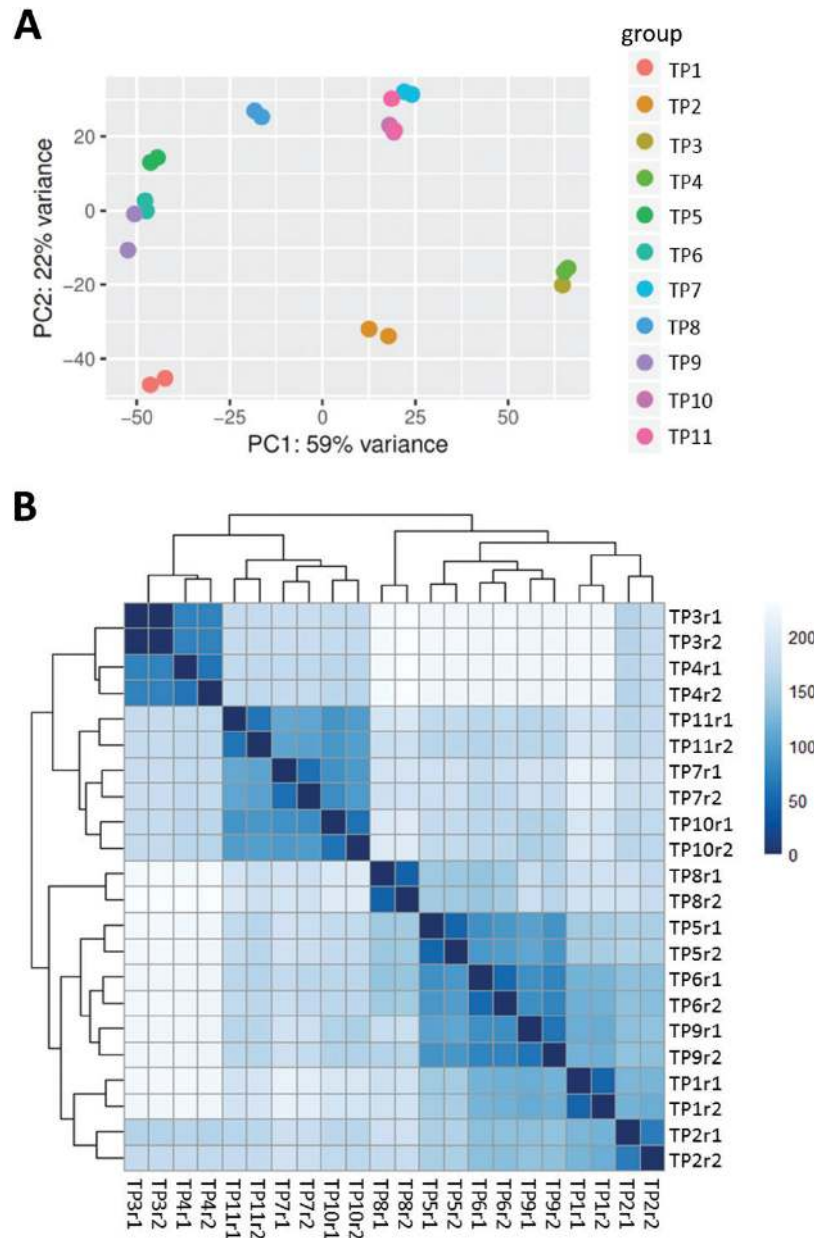 A
group
TP1
TP2
TP3
TP4
TP5
TP6
TP7
TP8
TP9
TP10
TP11
20
0
−20
−40
PC2: 22% variance
−50
−25
0
25
50
PC1: 59% variance
B
200
150
100
50
0
TP3r1
TP3r2
TP4r1
TP4r2
TP11r1
TP11r2
TP7r1
TP7r2
TP10r1
TP10r2
TP8r1
TP8r2
TP5r1
TP5r2
TP6r1
TP6r2
TP9r1
TP9r2
TP1r1
TP1r2
TP2r1
TP2r2
TP3r1
TP3r2
TP4r1
TP4r2
TP11r1
TP11r2
TP7r1
TP7r2
TP10r1
TP10r2
TP8r1
TP8r2
TP5r1
TP5r2
TP6r1
TP6r2
TP9r1
TP9r2
TP1r1
TP1r2
TP2r1
TP2r2